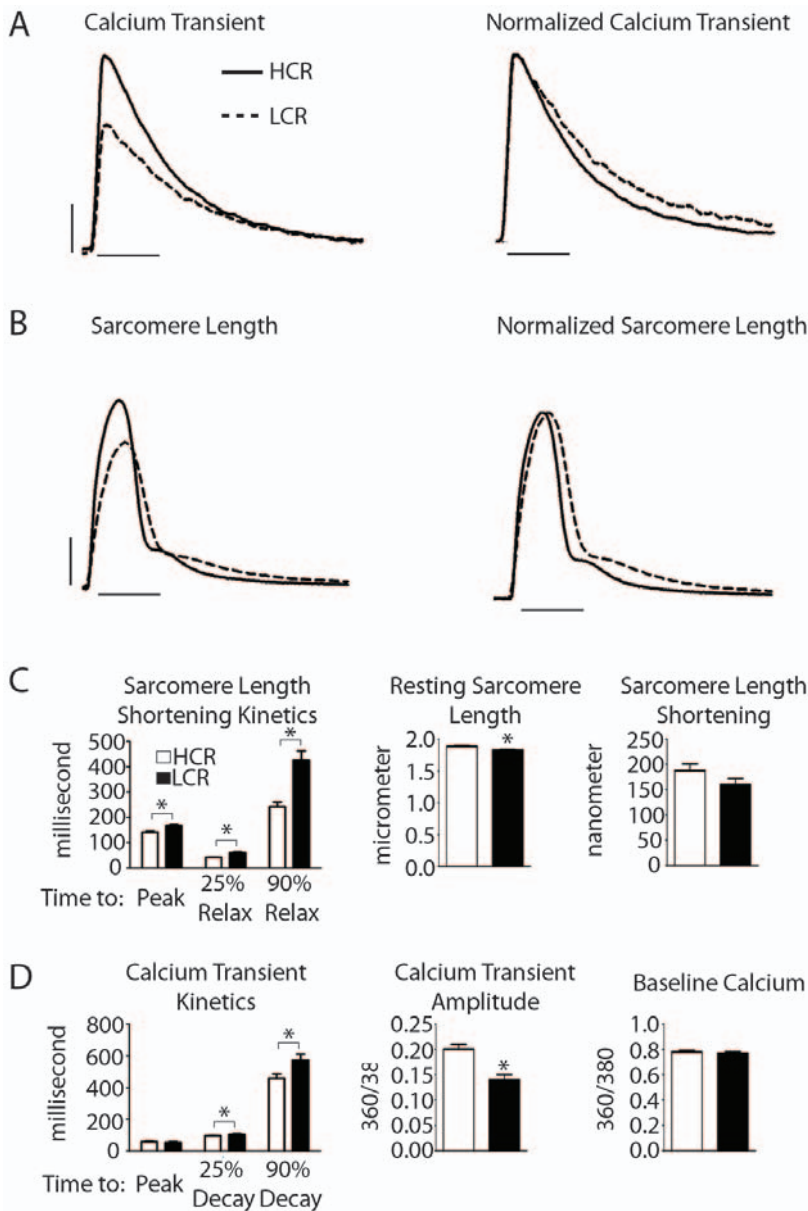 A
Calcium Transient
Normalized Calcium Transient
HCR
LCR
B
Sarcomere Length
Normalized Sarcomere Length
C
Sarcomere Length
Shortening Kinetics
Resting Sarcomere
Length
Sarcomere Length
Shortening
millisecond
500
400
300
200
100
0
HCR
LCR
*
*
*
Time to:
Peak
25%
Relax
90%
Relax
micrometer
2.0
1.5
1.0
0.5
0.0
*
nanometer
250
200
150
100
50
0
D
Calcium Transient
Kinetics
Calcium Transient
Amplitude
Baseline Calcium
millisecond
800
600
400
200
0
*
*
Time to:
Peak
25%
Decay
90%
Decay
360/38
0.25
0.20
0.15
0.10
0.05
0.00
*
360/380
1.0
0.8
0.6
0.4
0.2
0.0